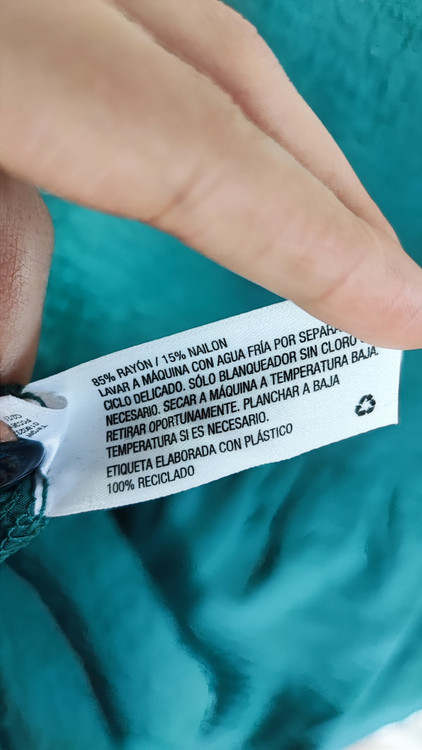 85% RAYÓN / 15% NAILON
LAVAR A MÁQUINA CON AGUA FRÍA POR
CICLO DELICADO. SÓLO BLANQUEADOR SIN CLORO
NECESARIO. SECAR A MÁQUINA A TEMPERATURA BAJA.
RETIRAR OPORTUNAMENTE. PLANCHAR A BAJA
TEMPERATURA SI ES NECESARIO.
ETIQUETA ELABORADA CON PLÁSTICO
100% RECICLADO